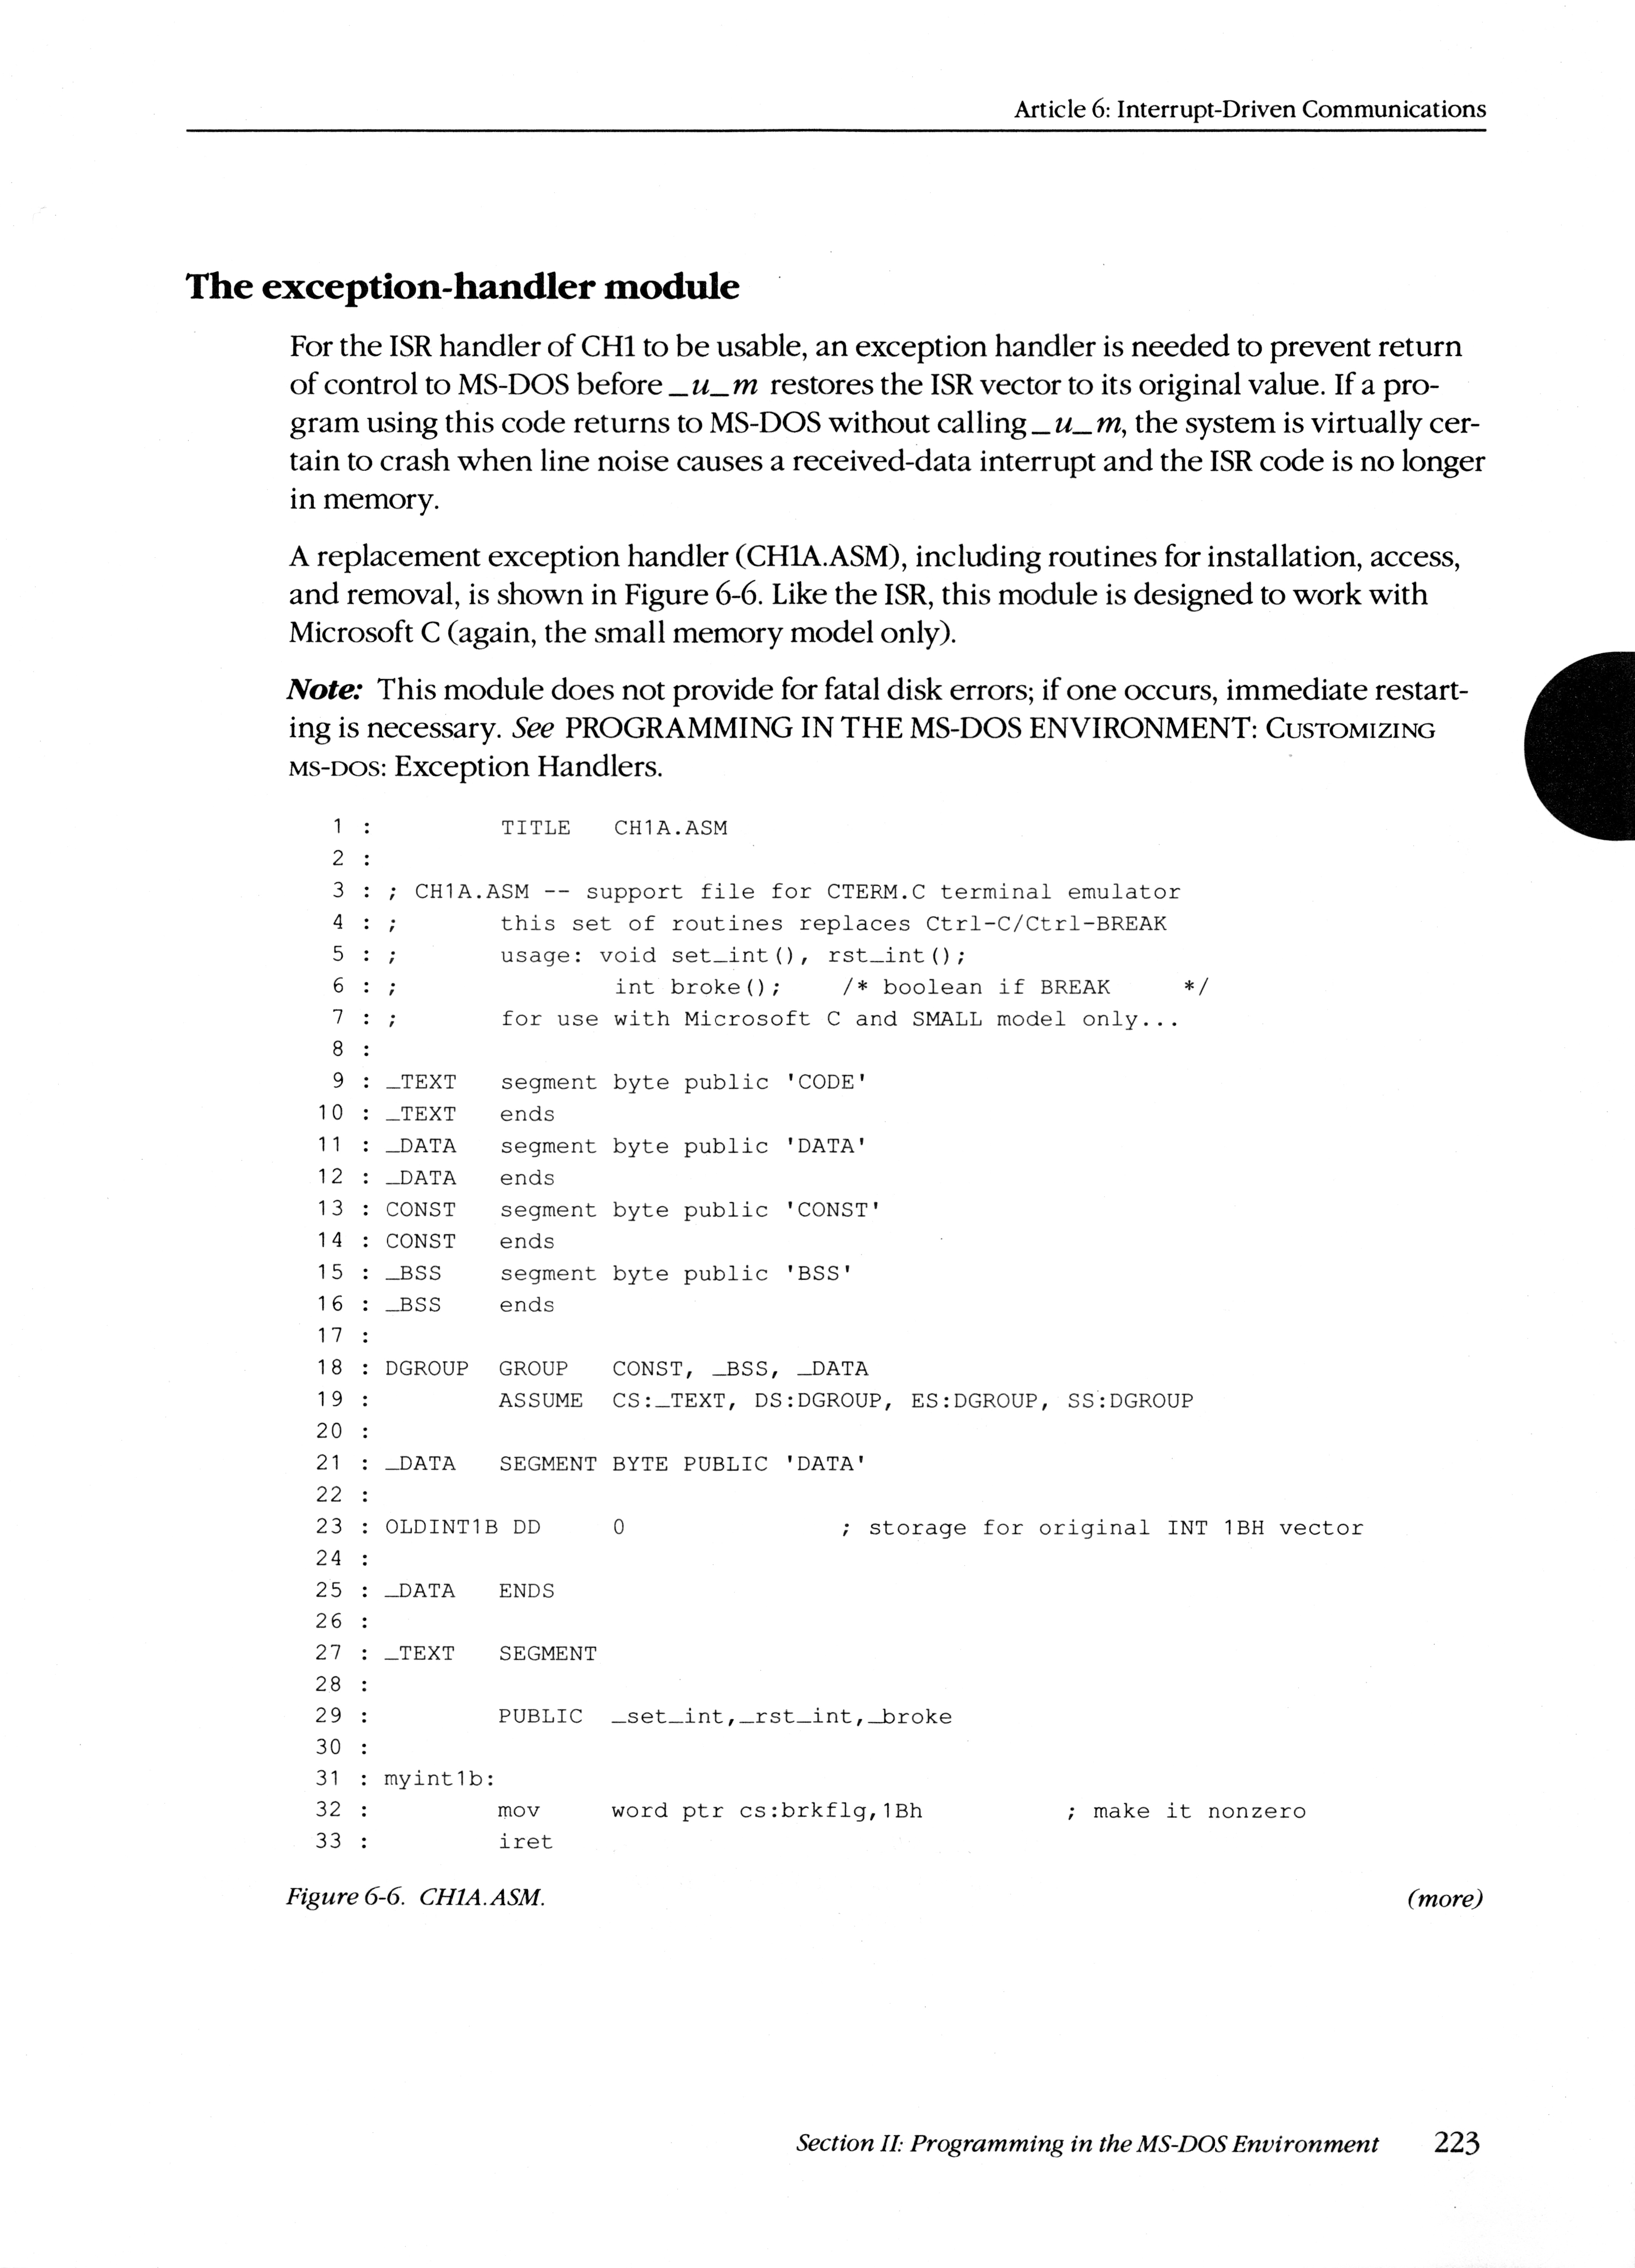 Article 6: Interrupt-Driven Communications
The exception-handler module
For the ISR handler of CH1 to be usable, an exception handler is needed to prevent return
of control to MS-DOS before _u_m restores the ISR vector to its original value. If a pro-
gram using this code returns to MS-DOS without calling _u_m, the system is virtually cer-
tain to crash when line noise causes a received-data interrupt and the ISR code is no longer
in memory.
A replacement exception handler (CH1A.ASM), including routines for installation, access,
and removal, is shown in Figure 6-6. Like the ISR, this module is designed to work with
Microsoft C (again, the small memory model only).
Note: This module does not provide for fatal disk errors; if one occurs, immediate restart-
ing is necessary. See PROGRAMMING IN THE MS-DOS ENVIRONMENT: CUSTOMIZING
MS-DOS: Exception Handlers.
1 :         TITLE   CH1A.ASM
2 :
3 : ; CH1A.ASM -- support file for CTERM.C terminal emulator
4 : ;       this set of routines replaces Ctrl-C/Ctrl-BREAK
5 : ;       usage: void set_int(), rst_int();
6 : ;               int broke();    /* boolean if BREAK     */
7 : ;       for use with Microsoft C and SMALL model only...
8 :
9 : _TEXT   segment byte public 'CODE'
10 : _TEXT   ends
11 : _DATA   segment byte public 'DATA'
12 : _DATA   ends
13 : CONST   segment byte public 'CONST'
14 : CONST   ends
15 : _BSS    segment byte public 'BSS'
16 : _BSS    ends
17 :
18 : DGROUP  GROUP   CONST, _BSS, _DATA
19 :         ASSUME  CS:_TEXT, DS:DGROUP, ES:DGROUP, SS:DGROUP
20 :
21 : _DATA   SEGMENT BYTE PUBLIC 'DATA'
22 :
23 : OLDINT1B DD     0               ; storage for original INT 1BH vector
24 :
25 : _DATA   ENDS
26 :
27 : _TEXT   SEGMENT
28 :
29 :         PUBLIC  _set_int,_rst_int,_broke
30 :
31 : myint1b:
32 :         mov     word ptr cs:brkflg,1Bh          ; make it nonzero
33 :         iret
Figure 6-6. CH1A.ASM. (more)
Section II: Programming in the MS-DOS Environment 223